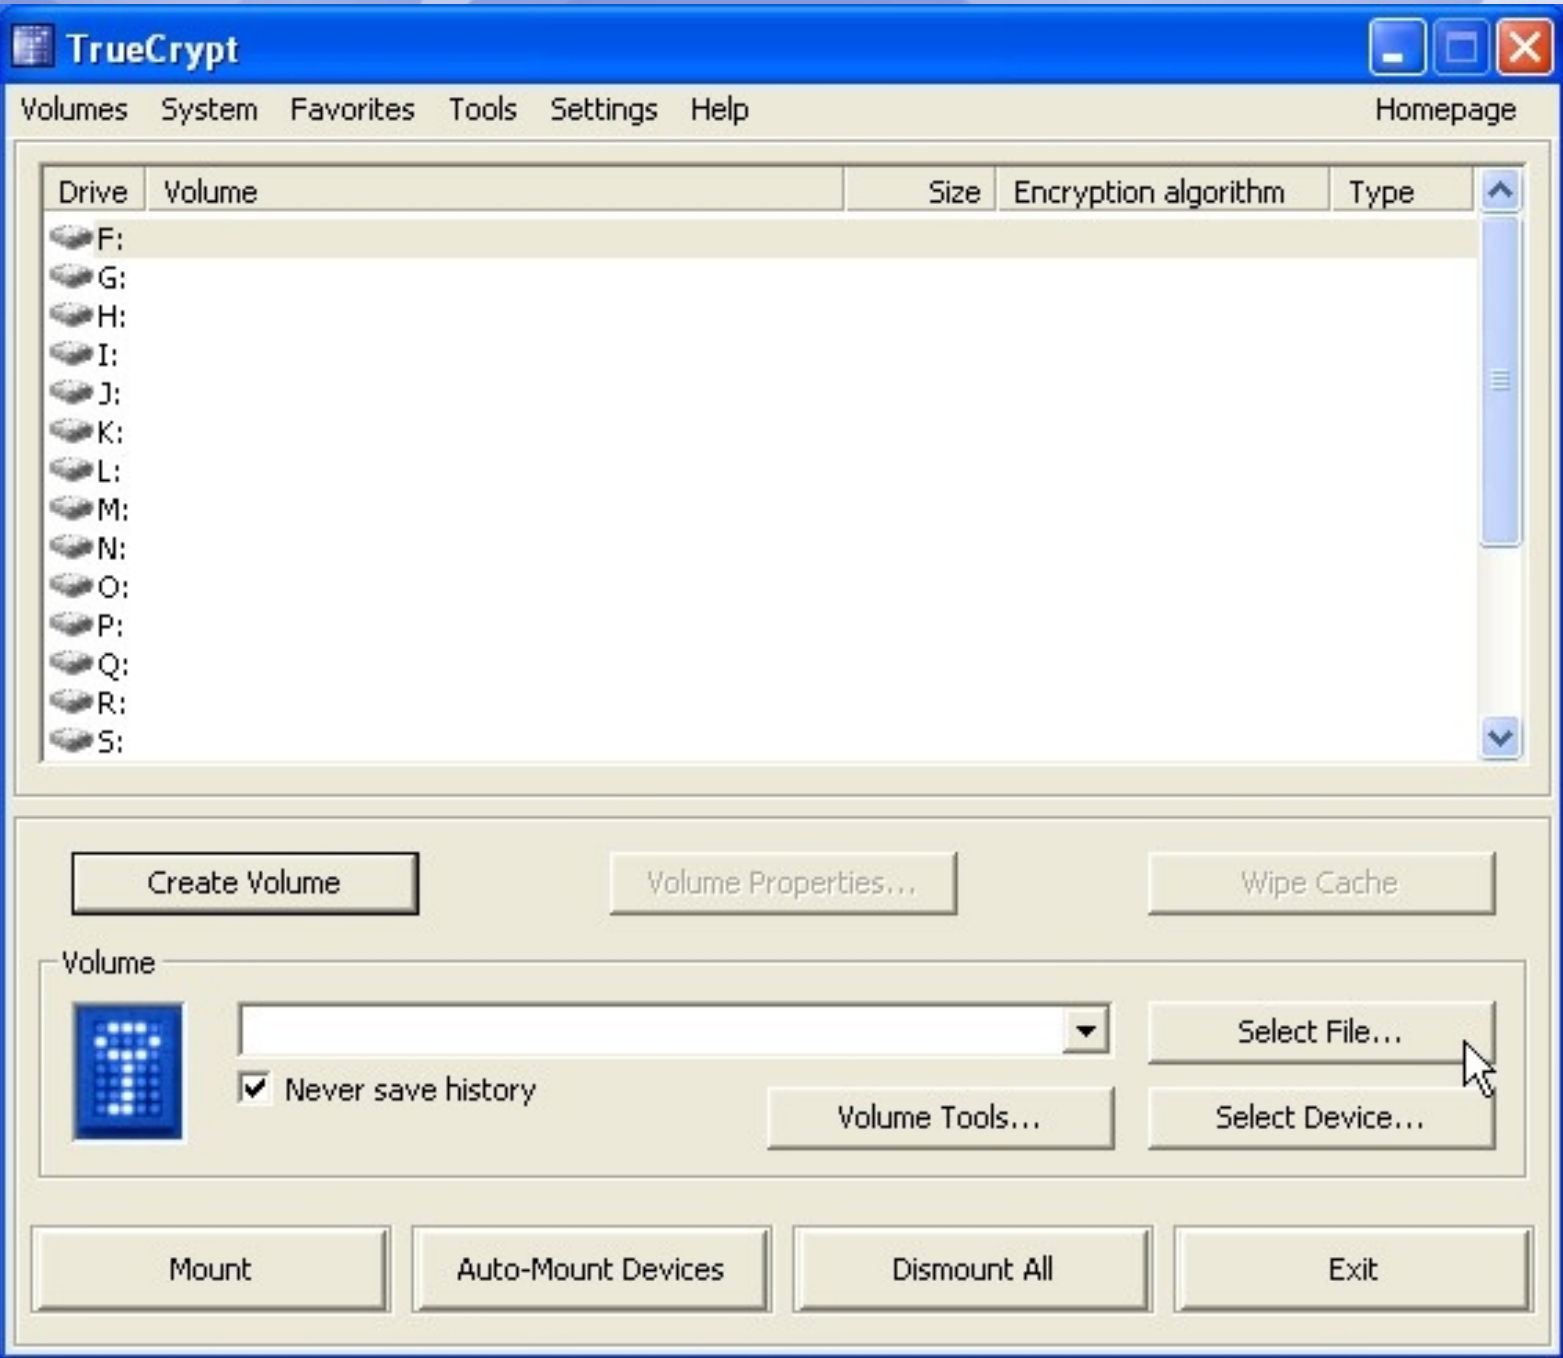 TrueCrypt
Volumes System Favorites Tools Settings Help Homepage
Drive Volume Size Encryption algorithm Type
F:
G:
H:
I:
J:
K:
L:
M:
N:
O:
P:
Q:
R:
S:
Create Volume Volume Properties... Wipe Cache
Volume
Select File...
Never save history
Volume Tools... Select Device...
Mount Auto-Mount Devices Dismount All Exit